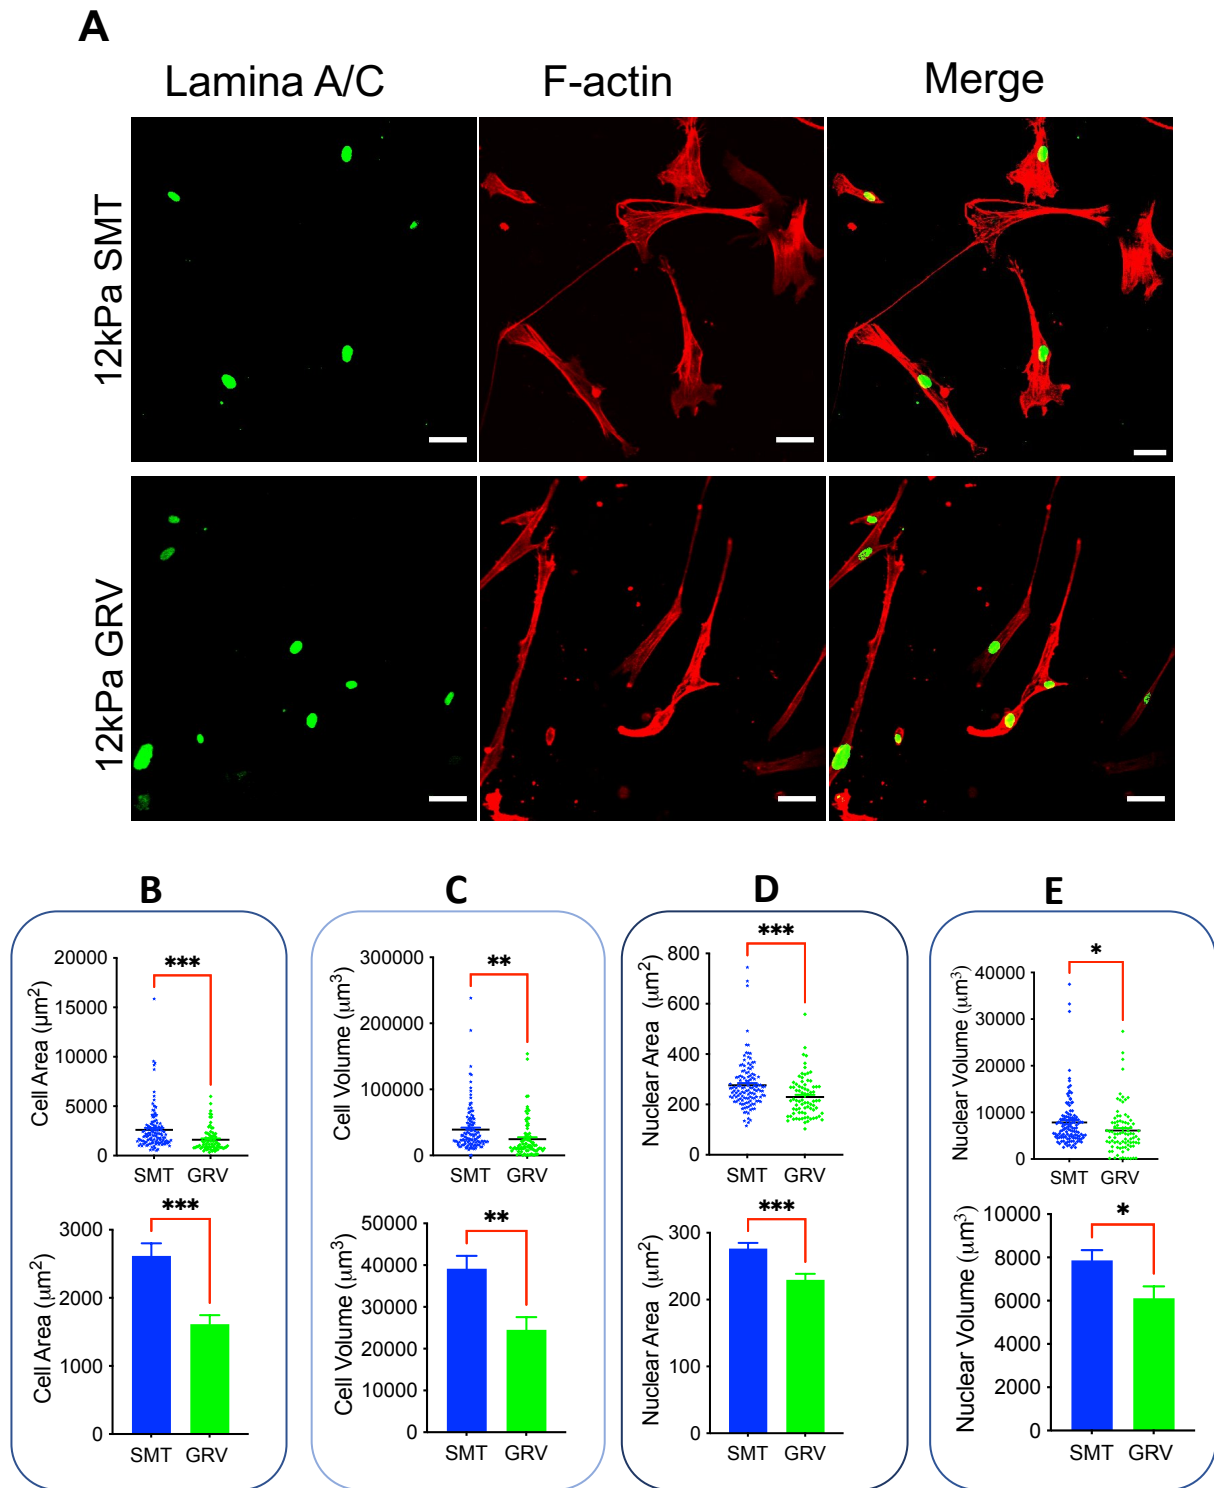 A
Lamina A/C
F-actin
Merge
12kPa SMT
12kPa GRV
B
C
D
E
Cell Area (μm²)
20000
15000
10000
5000
0
***
SMT
GRV
Cell Volume (μm³)
300000
200000
100000
0
**
SMT
GRV
Nuclear Area (μm²)
800
600
400
200
0
***
SMT
GRV
Nuclear Volume (μm³)
40000
30000
20000
10000
0
*
SMT
GRV
Cell Area (μm²)
3000
2000
1000
0
***
SMT
GRV
Cell Volume (μm³)
50000
40000
30000
20000
10000
0
**
SMT
GRV
Nuclear Area (μm²)
300
200
100
0
***
SMT
GRV
Nuclear Volume (μm³)
10000
8000
6000
4000
2000
0
*
SMT
GRV